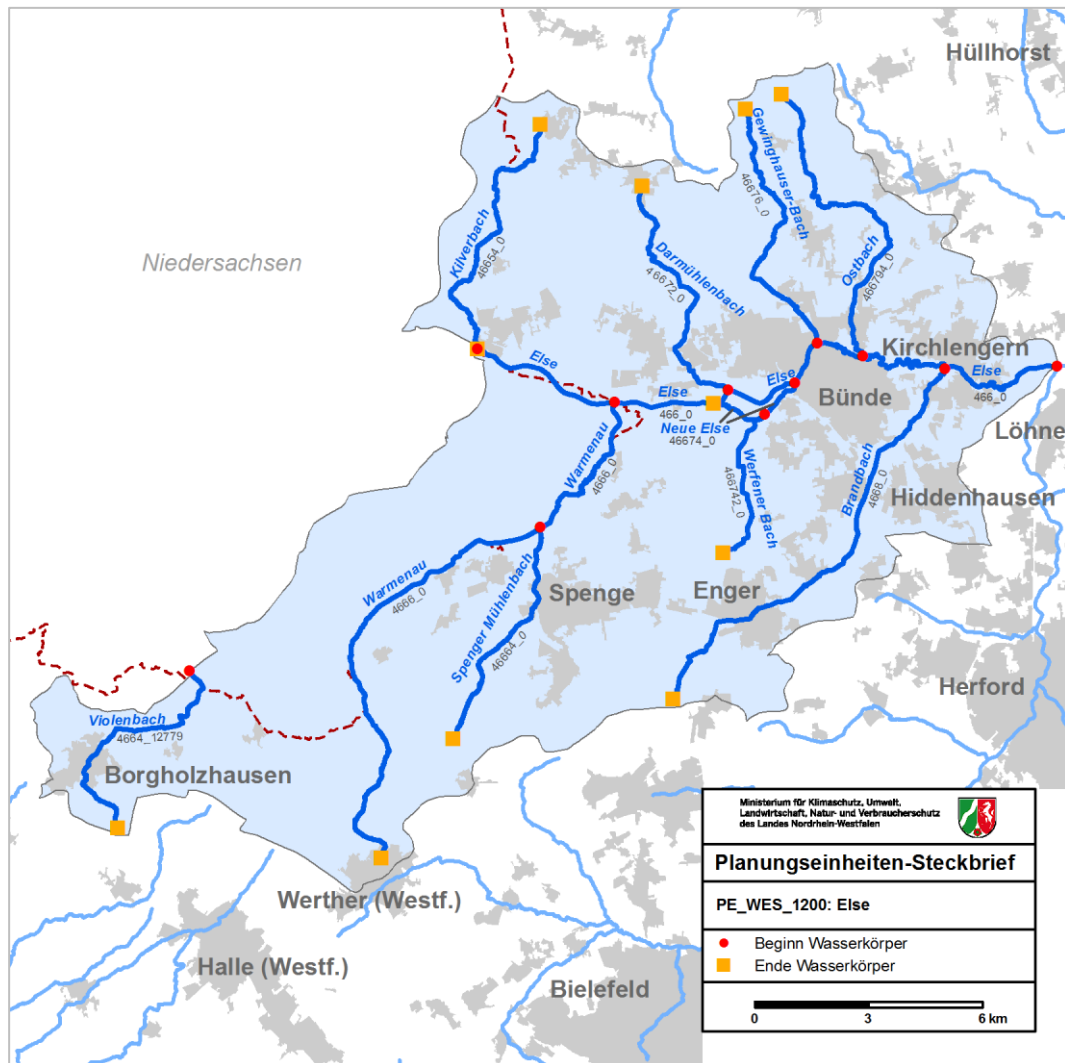 Hüllhorst
Gewinghauser-Bach
46676_0
Niedersachsen
Kilverbach
46654_0
Darmühlenbach
46672_0
Ostbach
466794_0
Kirchlengern
Else
Else
466_0
Else
Else
466_0
Bünde
Neue Else
46674_0
Löhne
Warmenau
4666_0
Werfener Bach
466742_0
Brandbach
4668_0
Hiddenhausen
Warmenau
4666_0
Spenger Mühlenbach
46664_0
Spenge
Enger
Herford
Violenbach
4664_12779
Borgholzhausen
Werther (Westf.)
Halle (Westf.)
Bielefeld
Ministerium für Klimaschutz, Umwelt,
Landwirtschaft, Natur- und Verbraucherschutz
des Landes Nordrhein-Westfalen
Planungseinheiten-Steckbrief
PE_WES_1200: Else
Beginn Wasserkörper
Ende Wasserkörper
0 3 6 km